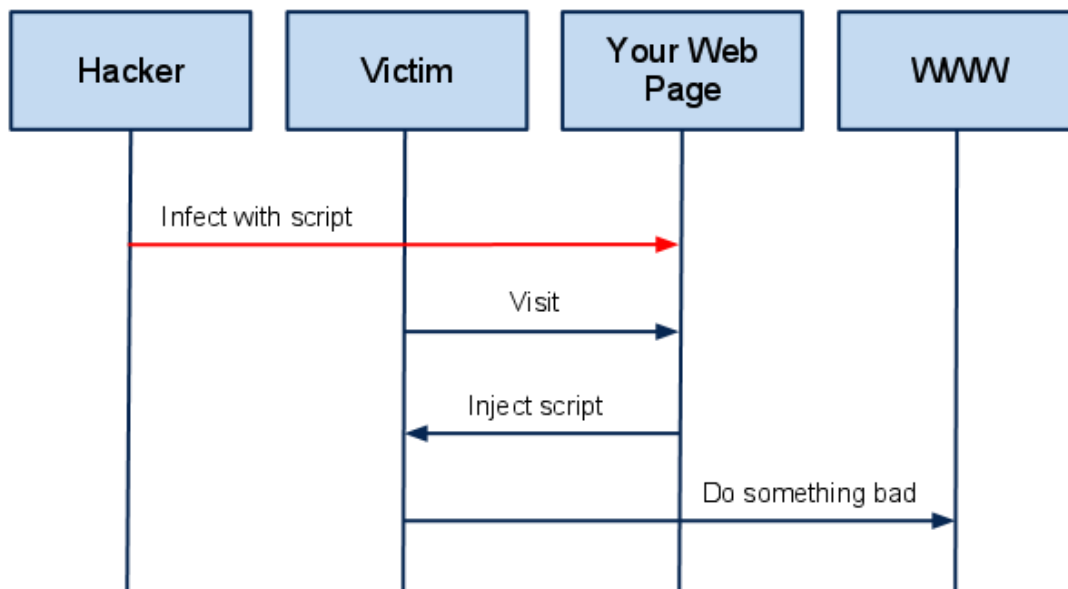 Hacker
Victim
Your Web
Page
WWW
Infect with script
Visit
Inject script
Do something bad